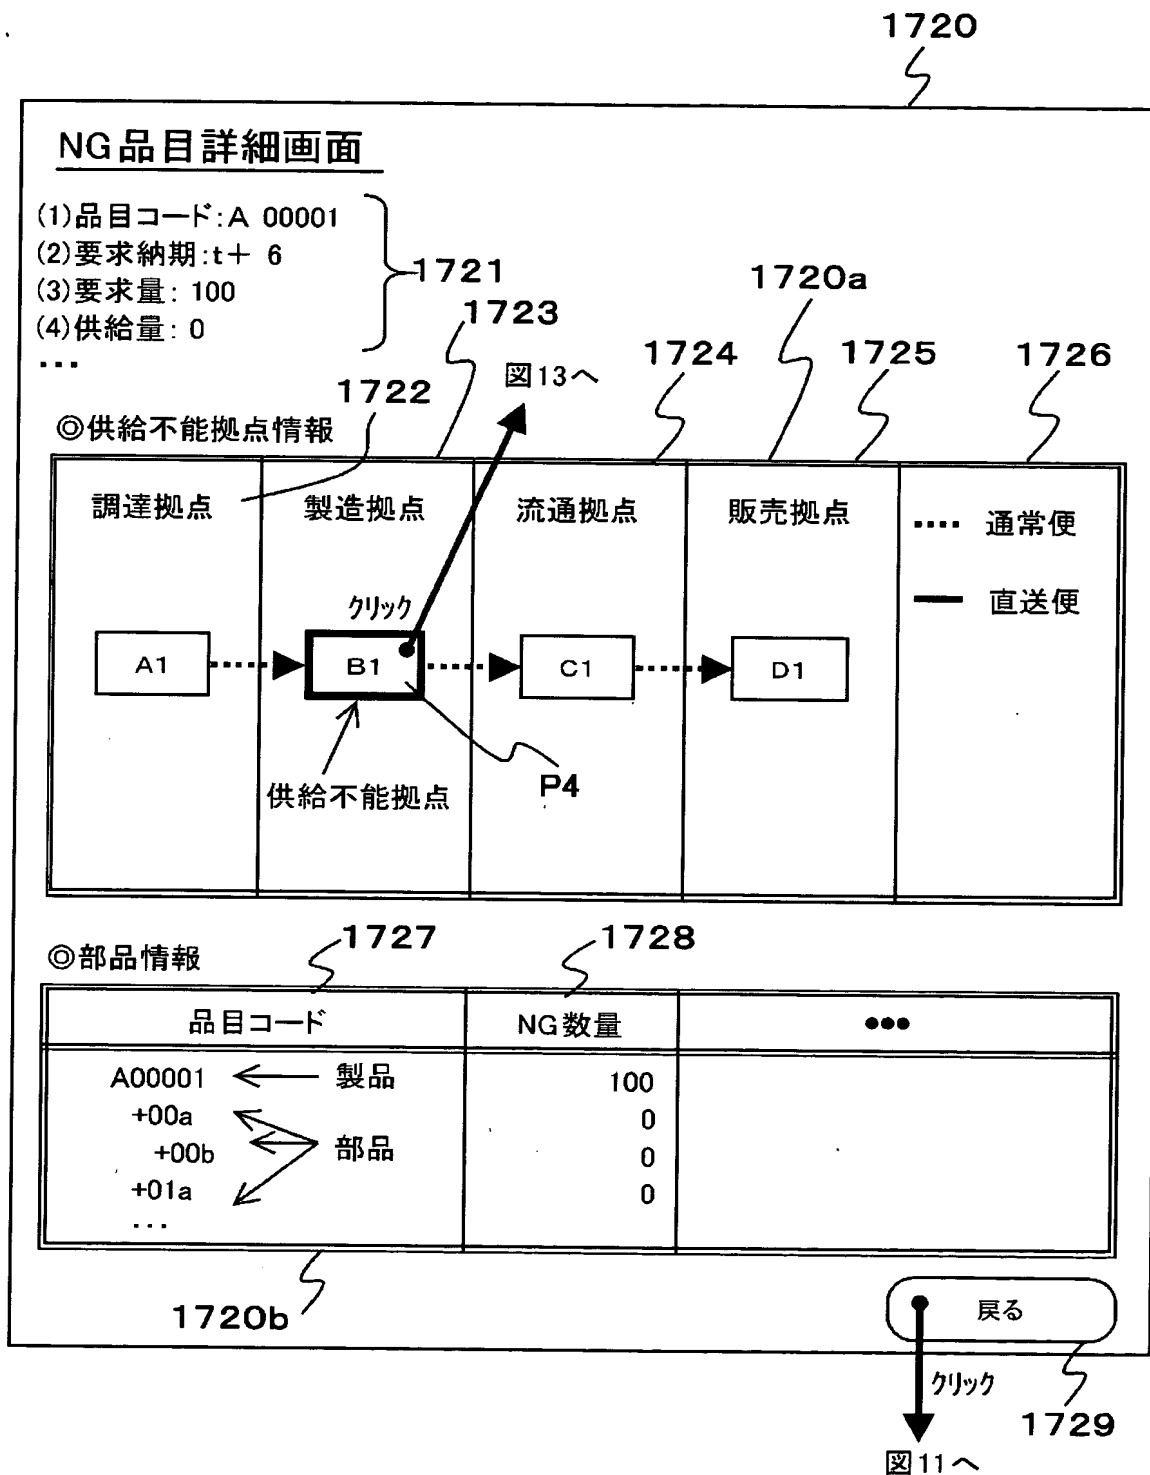 1720
NG品目詳細画面
(1)品目コード:A 00001
(2)要求納期:t+ 6
(3)要求量: 100
(4)供給量: 0
...
1721
1723
1720a
1724
1725
1726
図13へ
1722
◎供給不能拠点情報
調達拠点
製造拠点
流通拠点
販売拠点
通常便
直送便
クリック
A1
B1
C1
D1
供給不能拠点
P4
◎部品情報
1727
1728
品目コード
NG数量
●●●
A00001
製品
100
+00a
0
+00b
部品
0
+01a
0
...
1720b
戻る
クリック
1729
図11へ